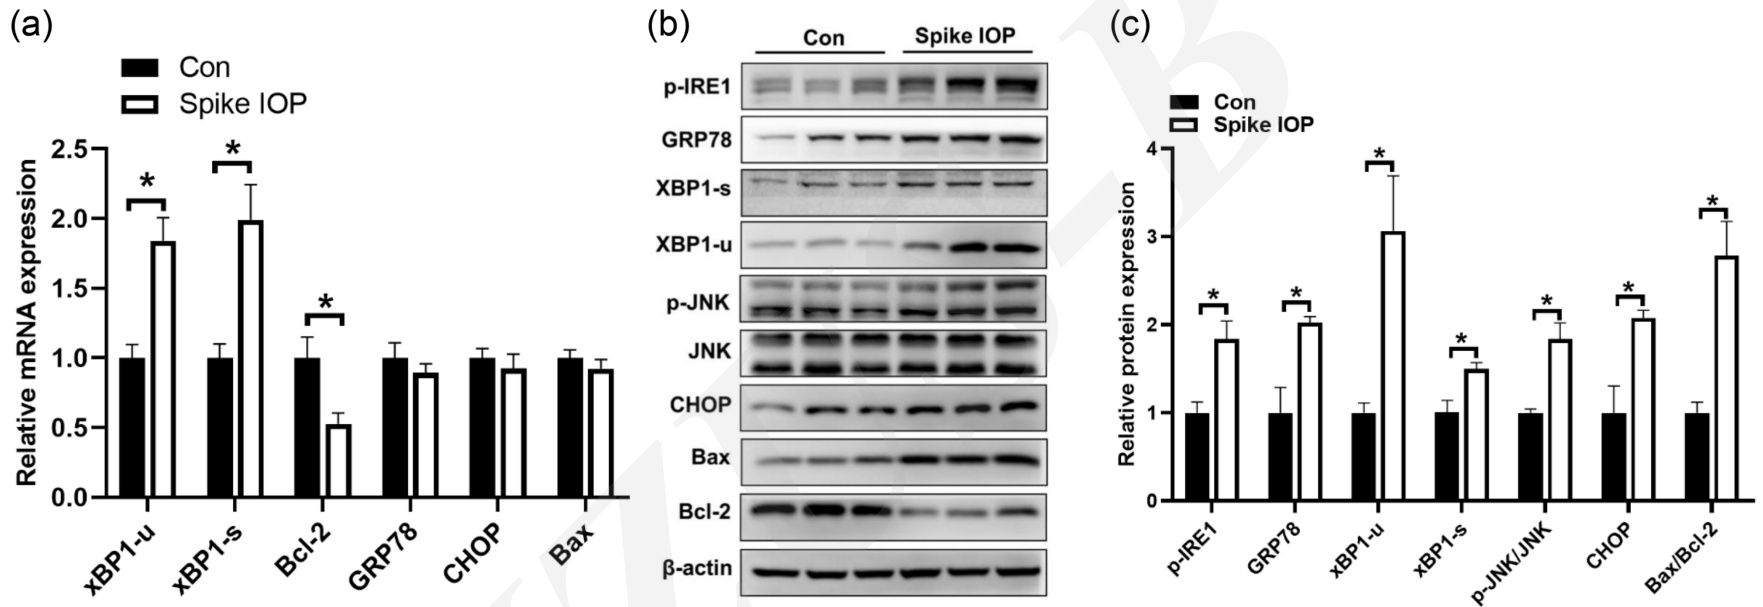 (a)
Con
Spike IOP
Relative mRNA expression
2.5
2.0
1.5
1.0
0.5
0.0
*
*
*
xBP1-u
xBP1-s
Bcl-2
GRP78
CHOP
Bax
(b)
Con
Spike IOP
p-IRE1
GRP78
XBP1-s
XBP1-u
p-JNK
JNK
CHOP
Bax
Bcl-2
β-actin
(c)
Con
Spike IOP
Relative protein expression
4
3
2
1
0
*
*
*
*
*
*
*
p-IRE1
GRP78
xBP1-u
xBP1-s
p-JNK/JNK
CHOP
Bax/Bcl-2